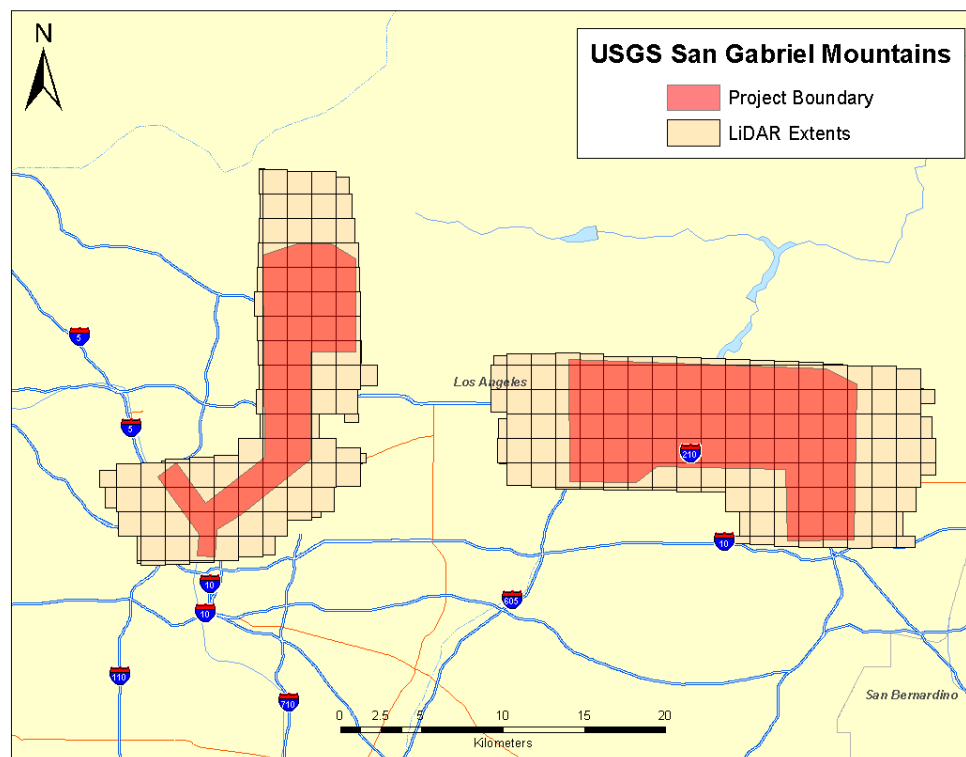 N
USGS San Gabriel Mountains
Project Boundary
LiDAR Extents
5
Los Angeles
5
210
10
10
605
10
110
San Bernardino
710
0 2.5 5 10 15 20
Kilometers